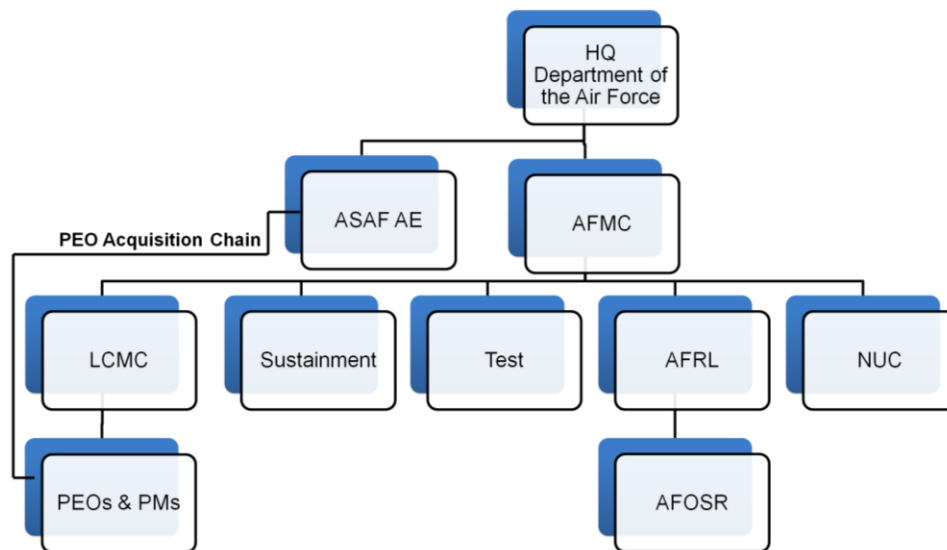 HQ
Department of
the Air Force
ASAF AE
AFMC
PEO Acquisition Chain
LCMC
Sustainment
Test
AFRL
NUC
PEOs & PMs
AFOSR